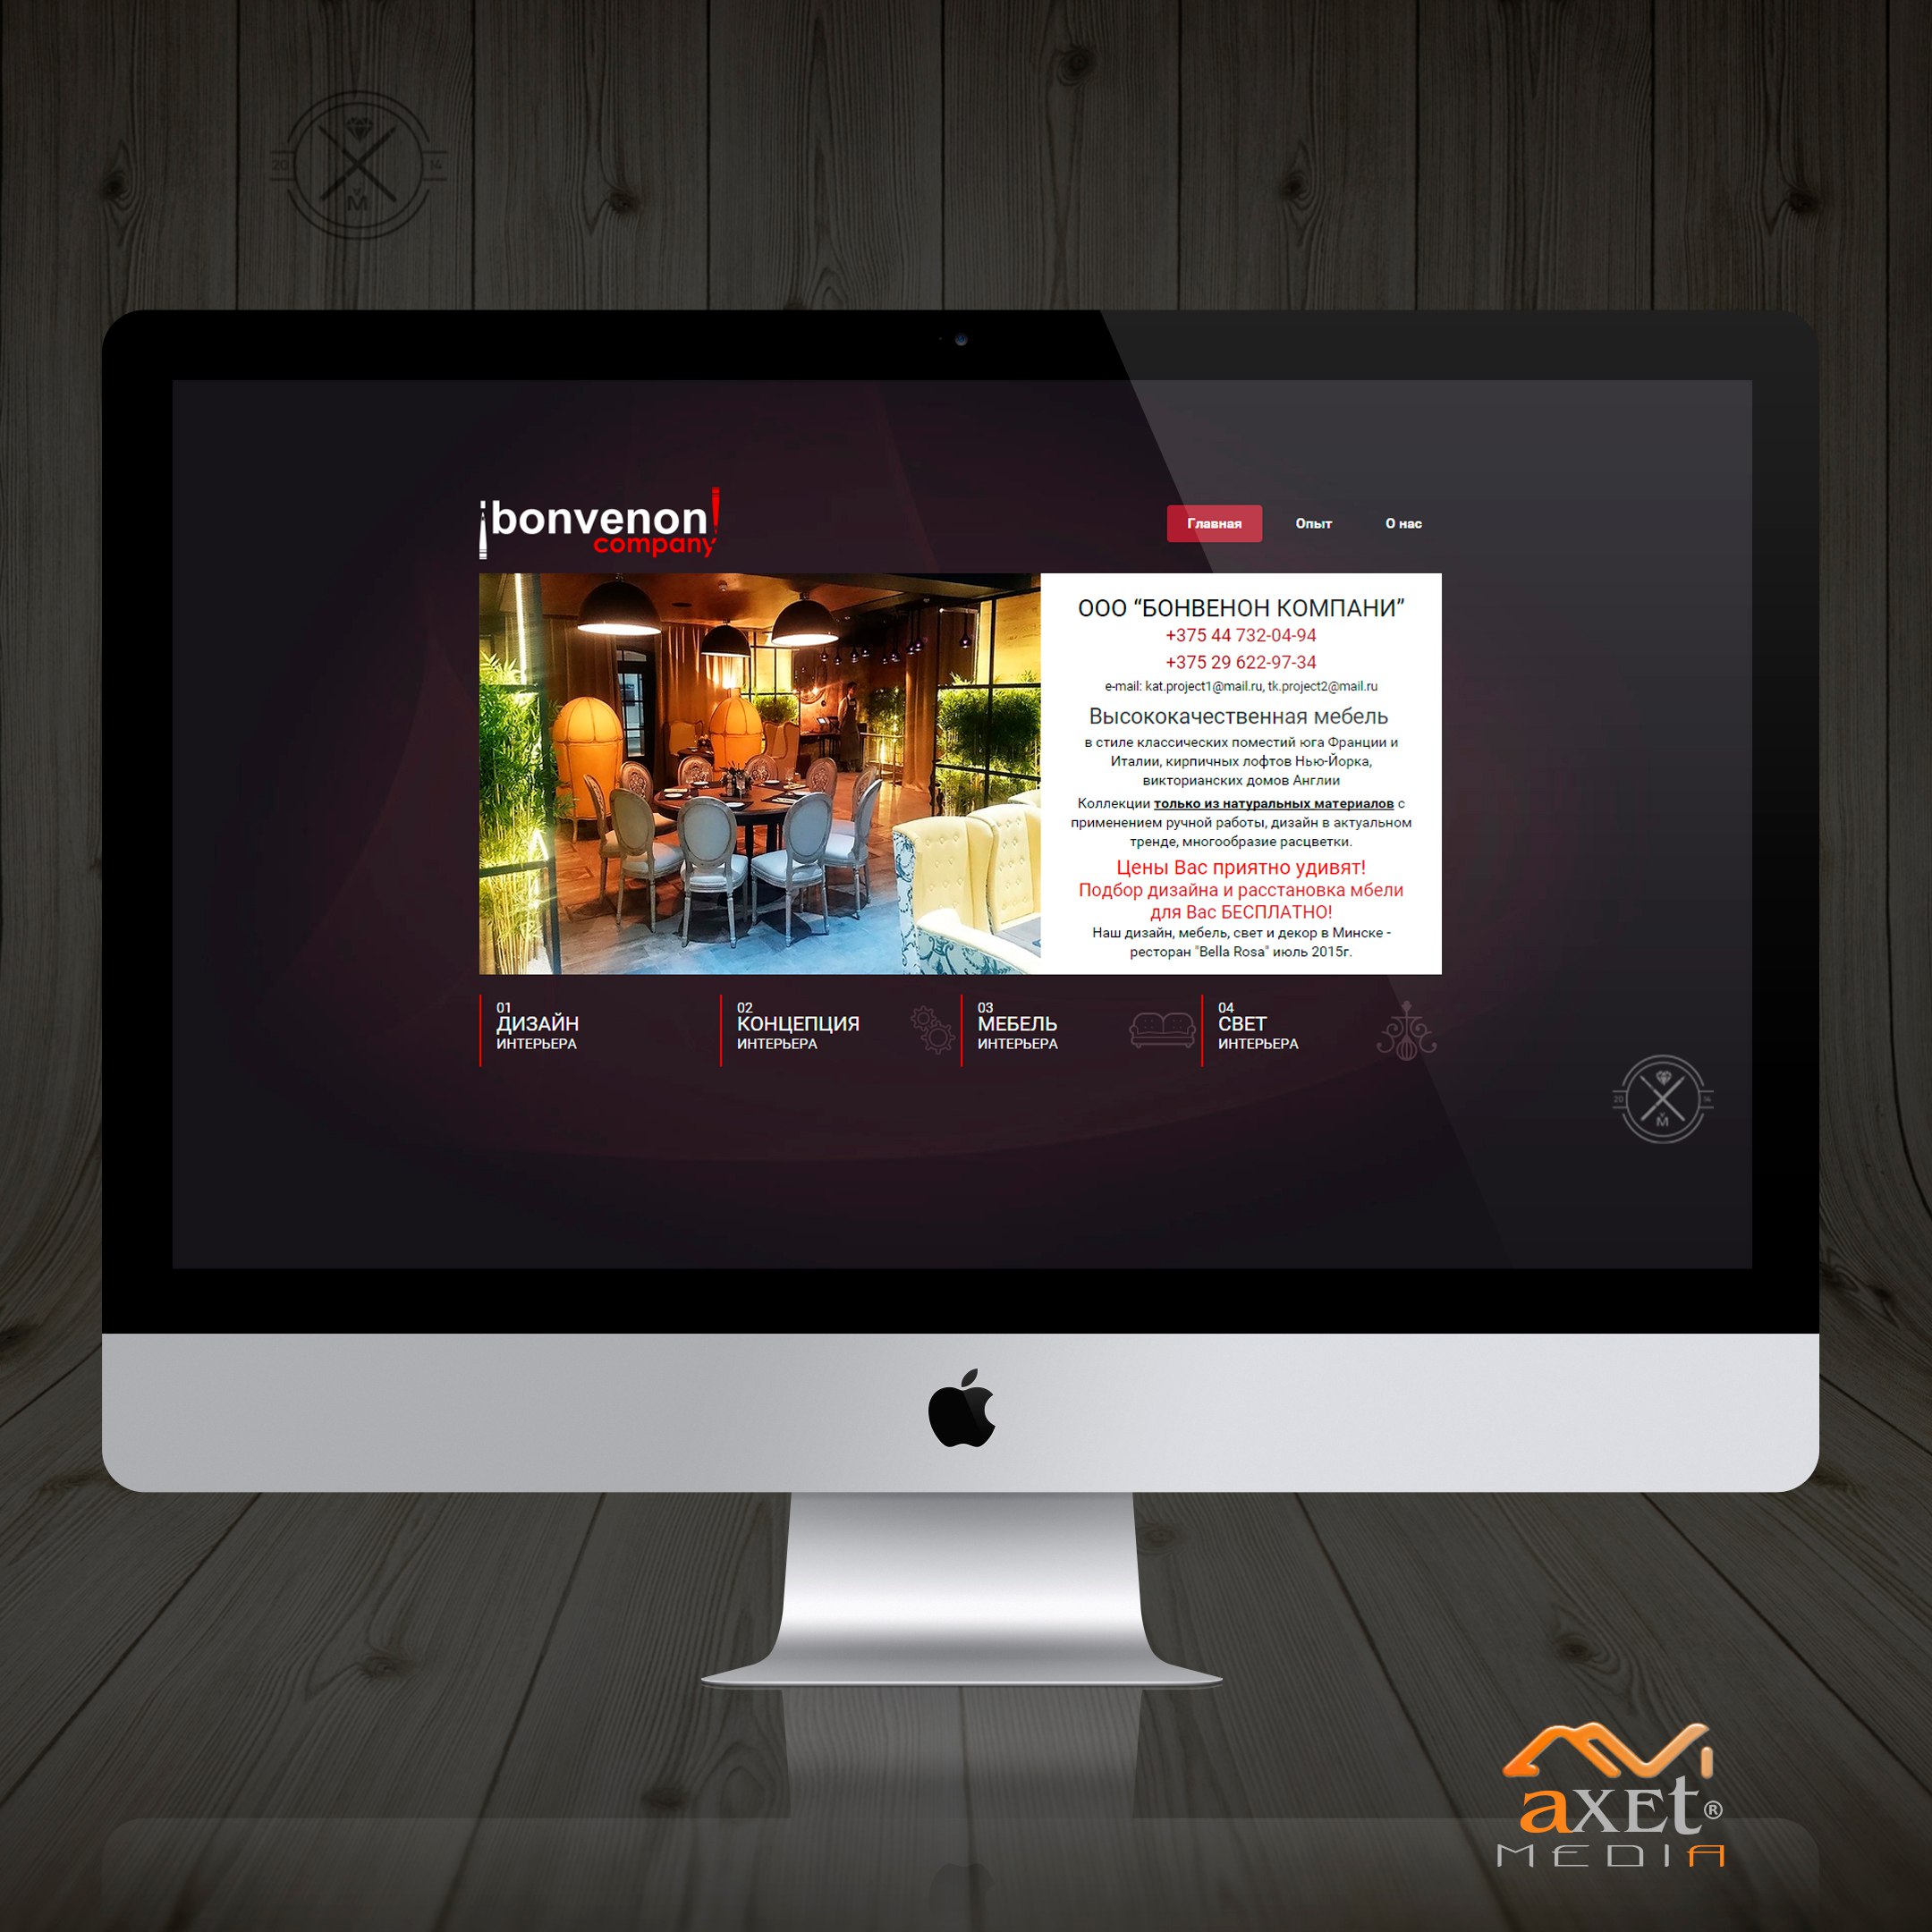 20 14
M
¡bonvenon!
company
Главная Опыт О нас
ООО “БОНВЕНОН КОМПАНИ”
+375 44 732-04-94
+375 29 622-97-34
e-mail: kat.project1@mail.ru, tk.project2@mail.ru
Высококачественная мебель
в стиле классических поместий юга Франции и
Италии, кирпичных лофтов Нью-Йорка,
викторианских домов Англии
Коллекции только из натуральных материалов с
применением ручной работы, дизайн в актуальном
тренде, многообразие расцветки.
Цены Вас приятно удивят!
Подбор дизайна и расстановка мбели
для Вас БЕСПЛАТНО!
Наш дизайн, мебель, свет и декор в Минске -
ресторан "Bella Rosa" июль 2015г.
01
ДИЗАЙН
ИНТЕРЬЕРА
02
КОНЦЕПЦИЯ
ИНТЕРЬЕРА
03
МЕБЕЛЬ
ИНТЕРЬЕРА
04
СВЕТ
ИНТЕРЬЕРА
20 14
M
axet®
MEDIA